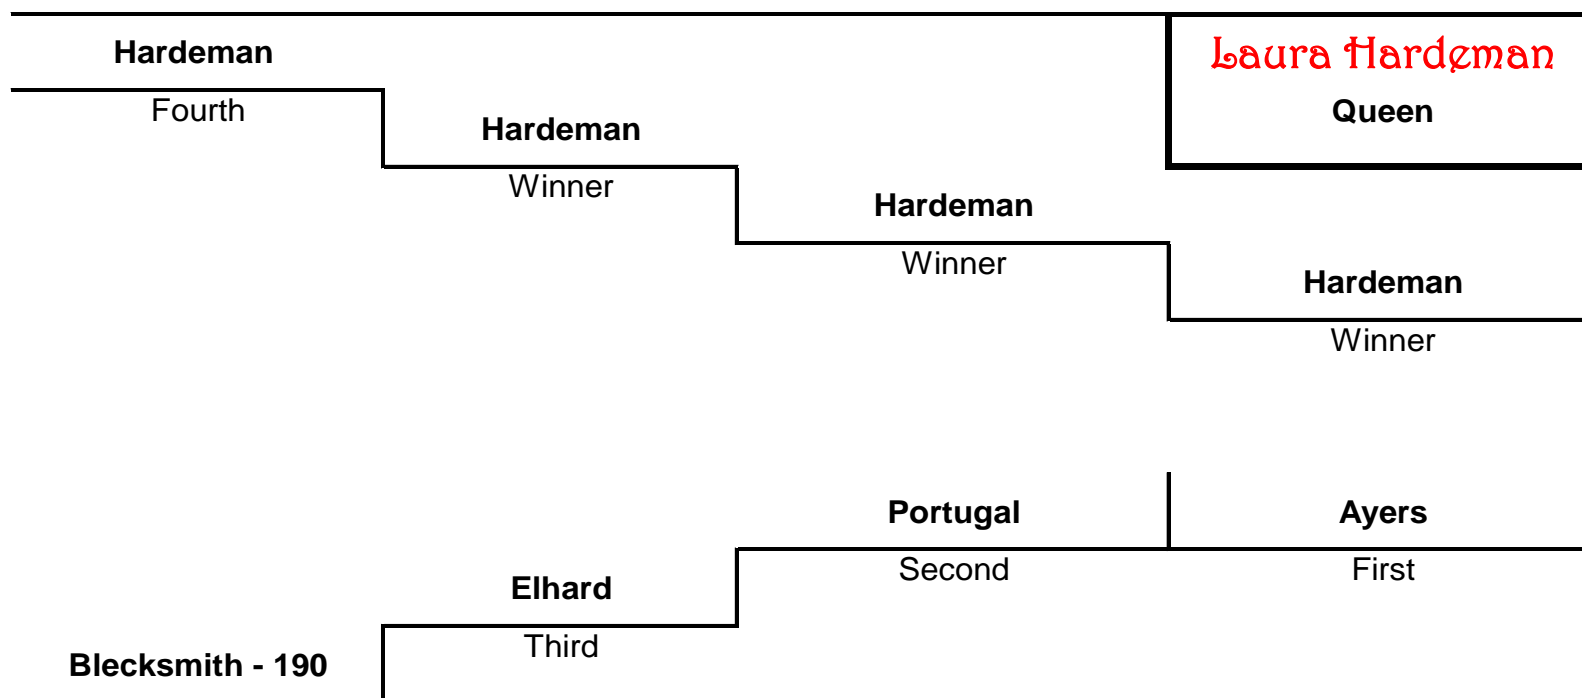 Hardeman
Laura Hardeman
Fourth
Queen
Hardeman
Winner
Hardeman
Winner
Hardeman
Winner
Portugal
Ayers
Second
First
Elhard
Third
Blecksmith - 190